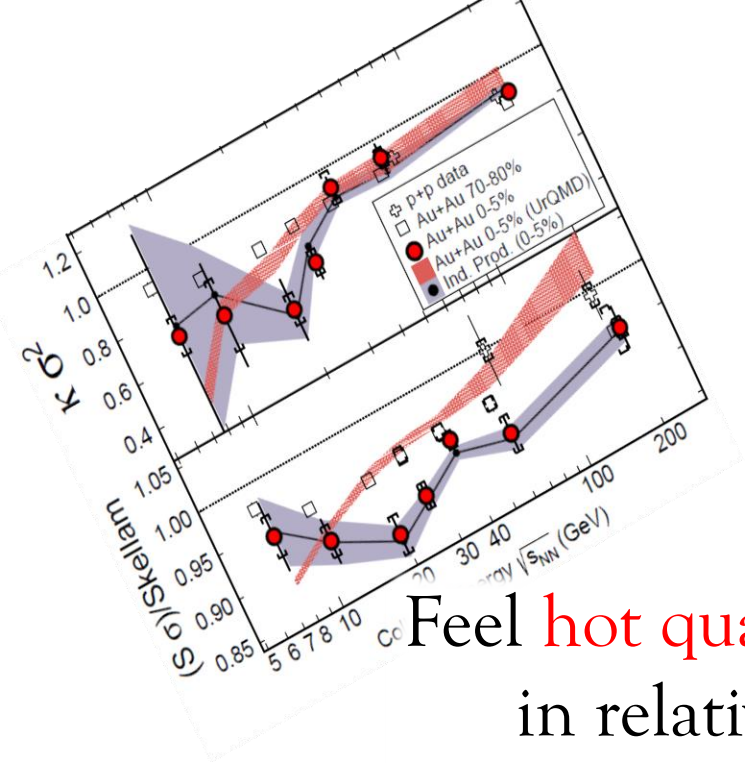 1.2
1.0
0.8
0.6
0.4
κ σ²
p+p data
Au+Au 70-80%
Au+Au 0-5%
Au+Au 0-5% (UrQMD)
Ind. Prod. (0-5%)
1.05
1.00
0.95
0.90
0.85
(S σ)/Skellam
5 6 7 8 10 20 30 40 100 200
√sNN (GeV)
Feel hot
in